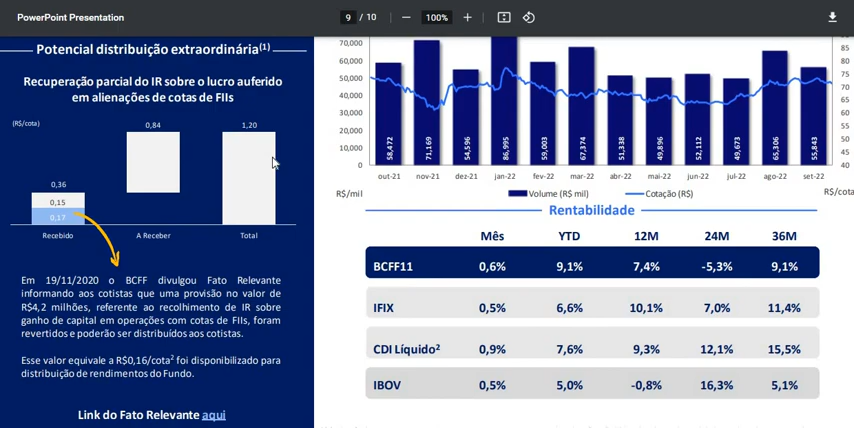 PowerPoint Presentation
9 / 10
100%
Potencial distribuição extraordinária(1)
Recuperação parcial do IR sobre o lucro auferido
em alienações de cotas de FIIs
(R$/cota)
0,84
1,20
0,36
0,15
0,17
Recebido A Receber Total
Em 19/11/2020 o BCFF divulgou Fato Relevante
informando aos cotistas que uma provisão no valor de
R$4,2 milhões, referente ao recolhimento de IR sobre
ganho de capital em operações com cotas de FIIs, foram
revertidos e poderão ser distribuídos aos cotistas.
Esse valor equivale a R$0,16/cota² foi disponibilizado para
distribuição de rendimentos do Fundo.
Link do Fato Relevante aqui
70,000
60,000
50,000
40,000
30,000
20,000
10,000
0
85
80
75
70
65
60
55
50
45
40
58,472
71,169
54,596
86,995
59,003
67,374
51,338
49,896
52,112
49,673
65,306
55,843
out-21 nov-21 dez-21 jan-22 fev-22 mar-22 abr-22 mai-22 jun-22 jul-22 ago-22 set-22
R$/mil
Volume (R$ mil) Cotação (R$)
R$/cota
Rentabilidade
Mês YTD 12M 24M 36M
BCFF11 0,6% 9,1% 7,4% -5,3% 9,1%
IFIX 0,5% 6,6% 10,1% 7,0% 11,4%
CDI Líquido² 0,9% 7,6% 9,3% 12,1% 15,5%
IBOV 0,5% 5,0% -0,8% 16,3% 5,1%